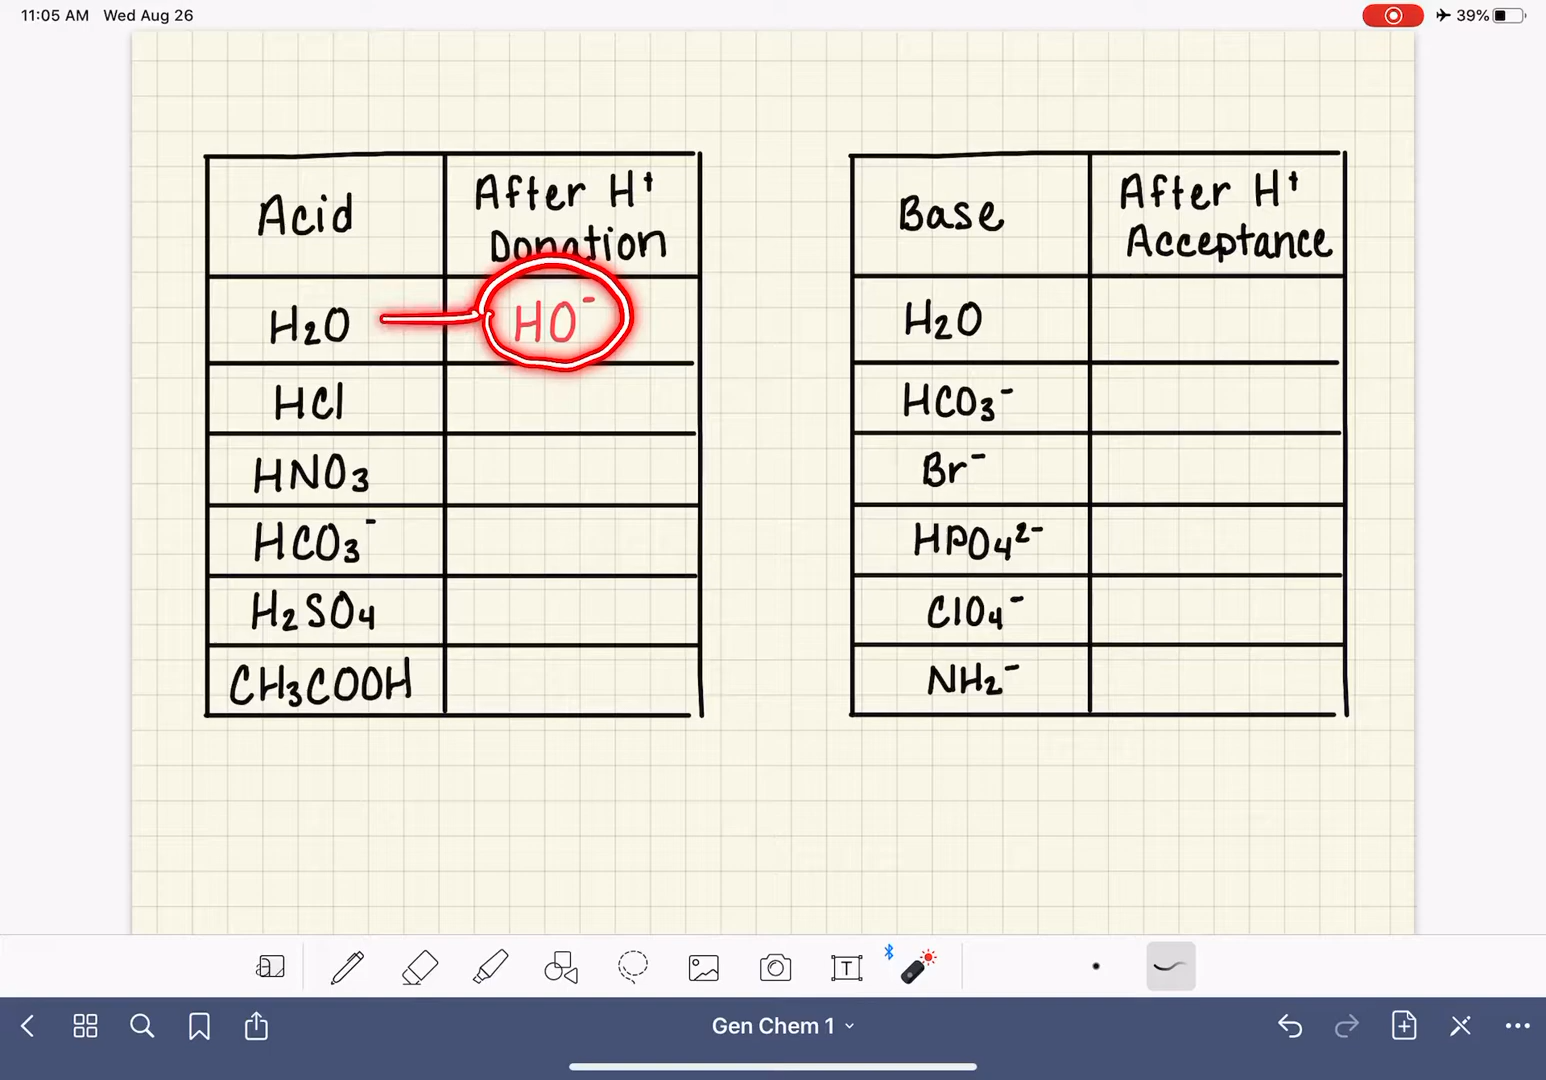 11:05 AM Wed Aug 26
39%
Acid
After H⁺
Donation
H₂O
HO⁻
HCl
HNO₃
HCO₃⁻
H₂SO₄
CH₃COOH
Base
After H⁺
Acceptance
H₂O
HCO₃⁻
Br⁻
HPO₄²⁻
ClO₄⁻
NH₂⁻
T
Gen Chem 1